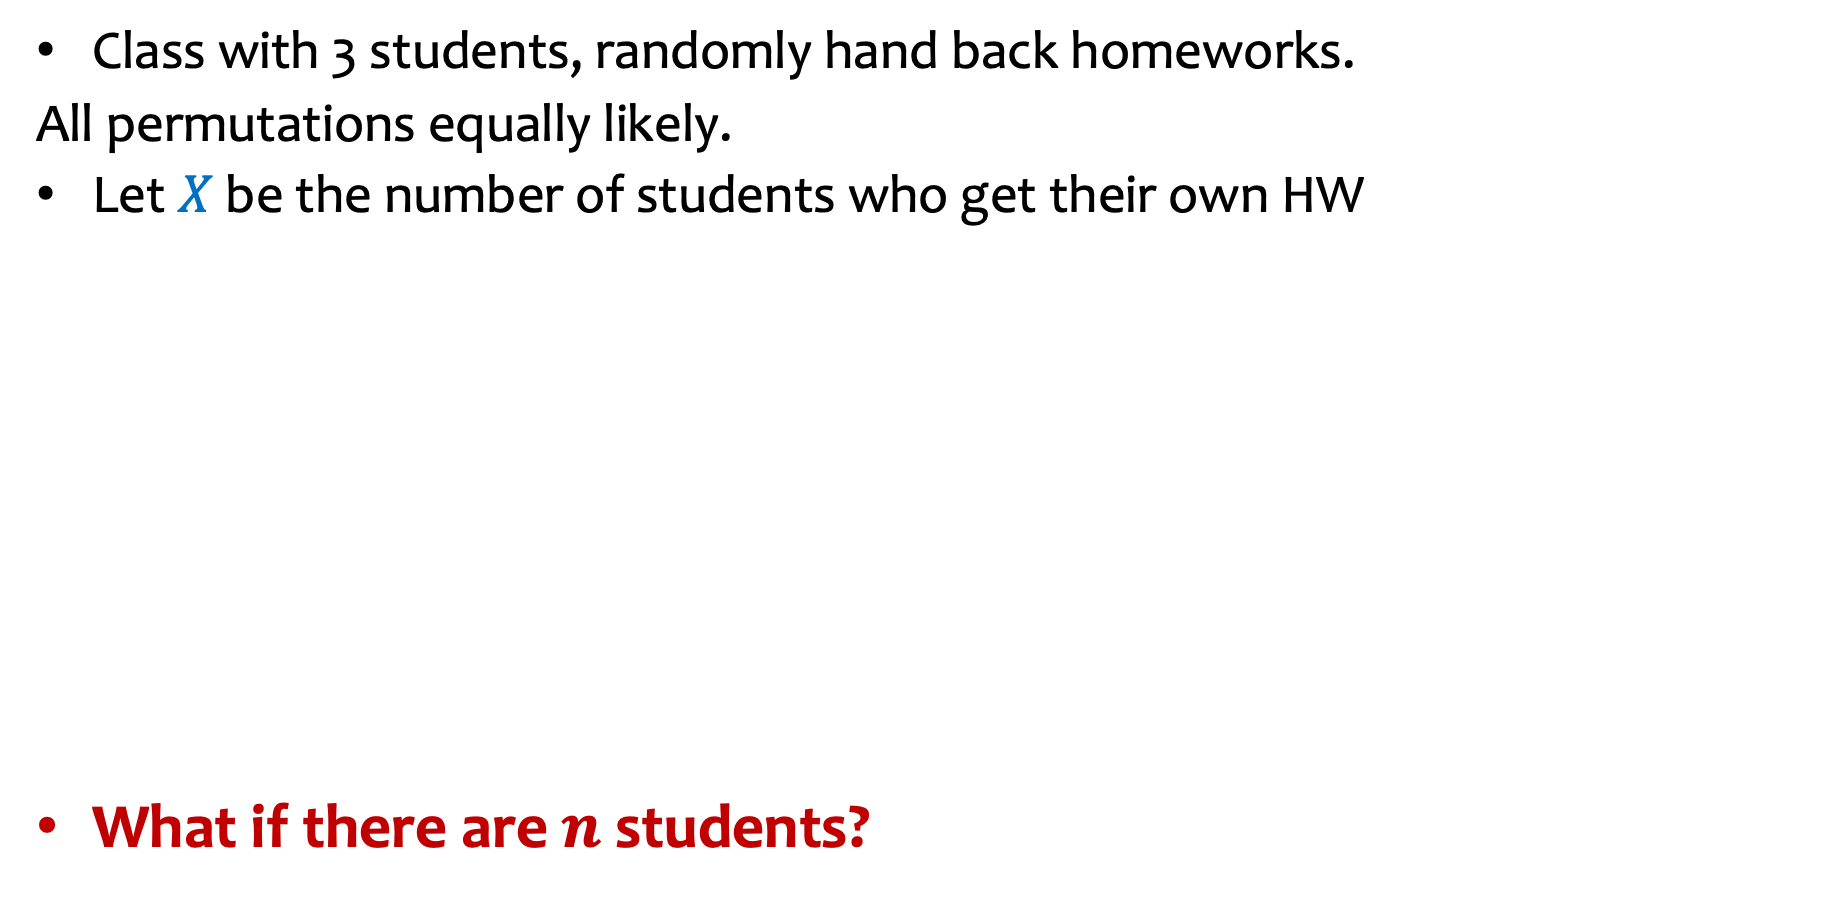 • Class with 3 students, randomly hand back homeworks.
All permutations equally likely.
• Let X be the number of students who get their own HW
• What if there are n students?